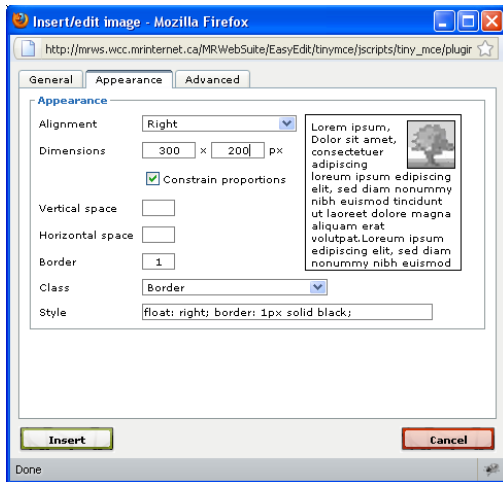 Insert/edit image - Mozilla Firefox
http://mrws.wcc.mrinternet.ca/MRWebSuite/EasyEdit/tinymce/jscripts/tiny_mce/plugin
General Appearance Advanced
Appearance
Alignment Right
Dimensions 300 x 200 px
Constrain proportions
Vertical space
Horizontal space
Border 1
Class Border
Style float: right; border: 1px solid black;
Lorem ipsum,
Dolor sit amet,
consectetuer
adipiscing
loreum ipsum edipiscing
elit, sed diam nonummy
nibh euismod tincidunt
ut laoreet dolore magna
aliquam erat
volutpat.Loreum ipsum
edipiscing elit, sed diam
nonummy nibh euismod
Insert Cancel
Done